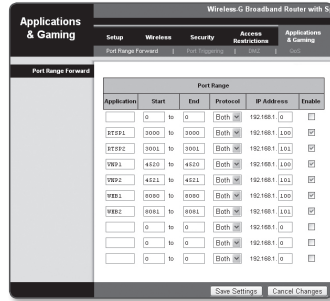 Wireless-G Broadband Router with S
Applications & Gaming
Setup Wireless Security Access Restrictions Applications & Gaming
Port Range Forward | Port Triggering | DMZ | QoS
Port Range Forward
Port Range
Application Start End Protocol IP Address Enable
0 to 0 Both 192.168.1. 0
RTSP1 3000 to 3000 Both 192.168.1. 100
RTSP2 3001 to 3001 Both 192.168.1. 101
VNP1 4520 to 4520 Both 192.168.1. 100
VNP2 4521 to 4521 Both 192.168.1. 101
WEB1 8080 to 8080 Both 192.168.1. 100
WEB2 8081 to 8081 Both 192.168.1. 101
0 to 0 Both 192.168.1. 0
0 to 0 Both 192.168.1. 0
0 to 0 Both 192.168.1. 0
Save Settings Cancel Changes